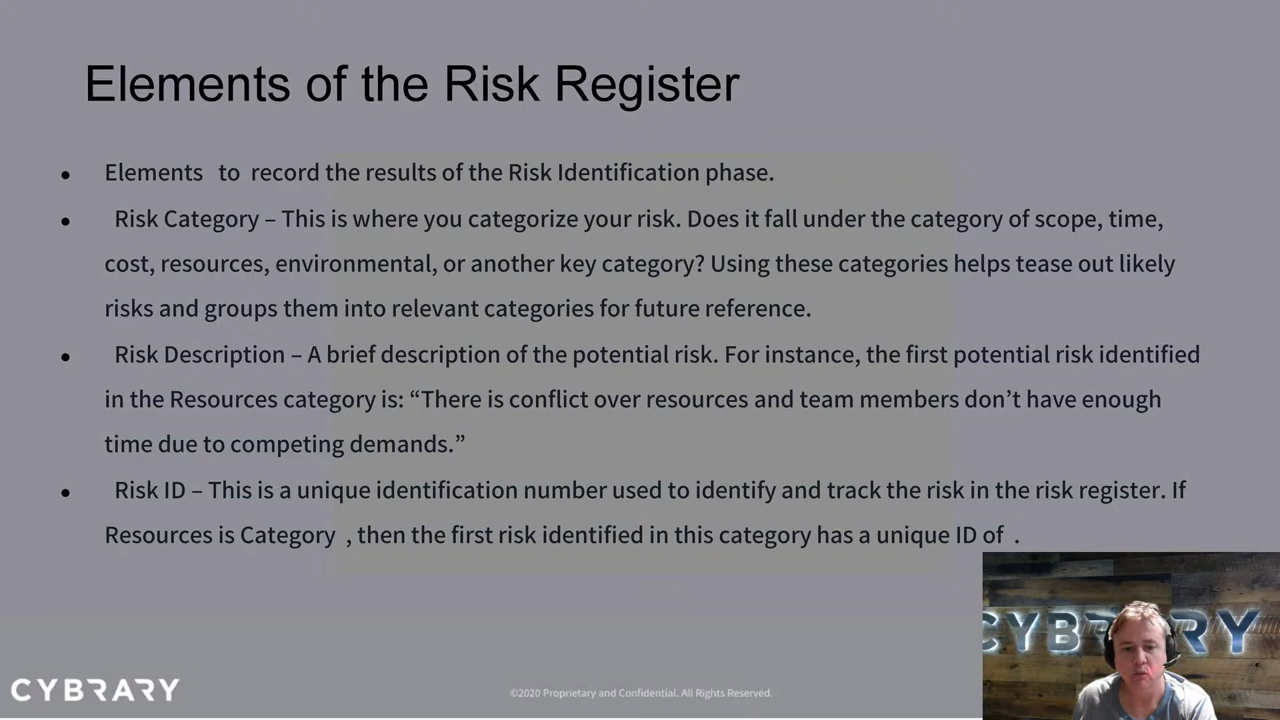 Elements of the Risk Register
• Elements to record the results of the Risk Identification phase.
• Risk Category – This is where you categorize your risk. Does it fall under the category of scope, time,
cost, resources, environmental, or another key category? Using these categories helps tease out likely
risks and groups them into relevant categories for future reference.
• Risk Description – A brief description of the potential risk. For instance, the first potential risk identified
in the Resources category is: “There is conflict over resources and team members don’t have enough
time due to competing demands.”
• Risk ID – This is a unique identification number used to identify and track the risk in the risk register. If
Resources is Category , then the first risk identified in this category has a unique ID of .
CYBRARY
CYBRARY
©2020 Proprietary and Confidential. All Rights Reserved.